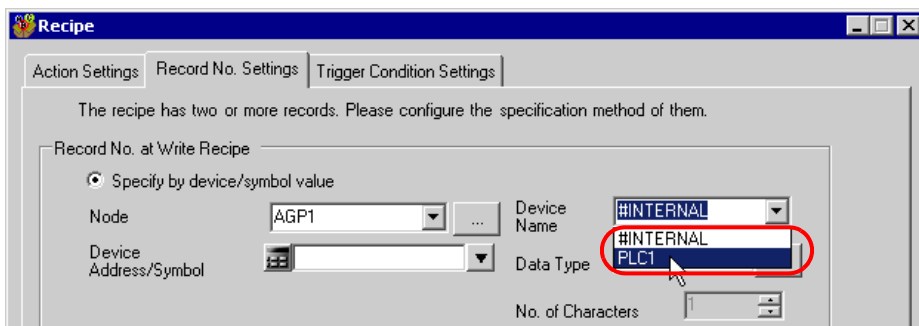 Recipe
Action Settings Record No. Settings Trigger Condition Settings
The recipe has two or more records. Please configure the specification method of them.
Record No. at Write Recipe
Specify by device/symbol value
Node AGP1 ... Device Name #INTERNAL
#INTERNAL
Device Address/Symbol Data Type PLC1
No. of Characters 1